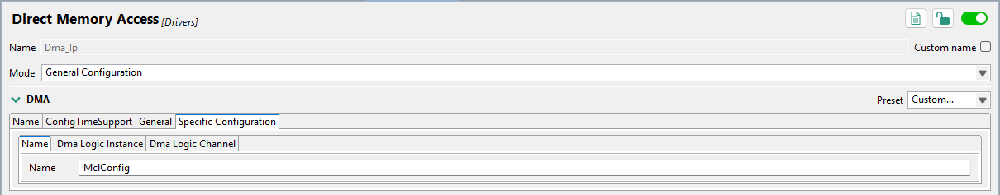 Direct Memory Access [Drivers]
Name Dma_Ip Custom name
Mode General Configuration
DMA Preset Custom...
Name ConfigTimeSupport General Specific Configuration
Name Dma Logic Instance Dma Logic Channel
Name MclConfig